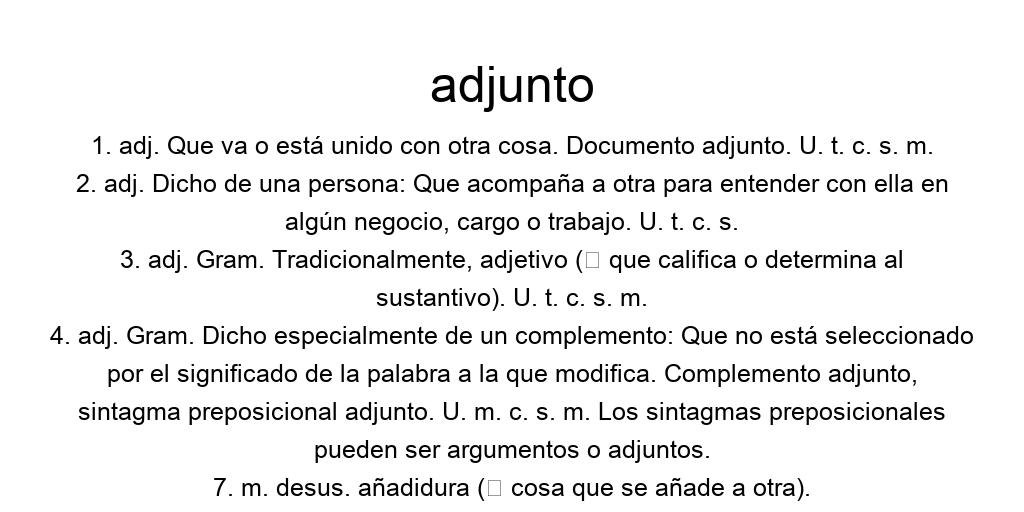 adjunto
1. adj. Que va o está unido con otra cosa. Documento adjunto. U. t. c. s. m.
2. adj. Dicho de una persona: Que acompaña a otra para entender con ella en
algún negocio, cargo o trabajo. U. t. c. s.
3. adj. Gram. Tradicionalmente, adjetivo (□ que califica o determina al
sustantivo). U. t. c. s. m.
4. adj. Gram. Dicho especialmente de un complemento: Que no está seleccionado
por el significado de la palabra a la que modifica. Complemento adjunto,
sintagma preposicional adjunto. U. m. c. s. m. Los sintagmas preposicionales
pueden ser argumentos o adjuntos.
7. m. desus. añadidura (□ cosa que se añade a otra).